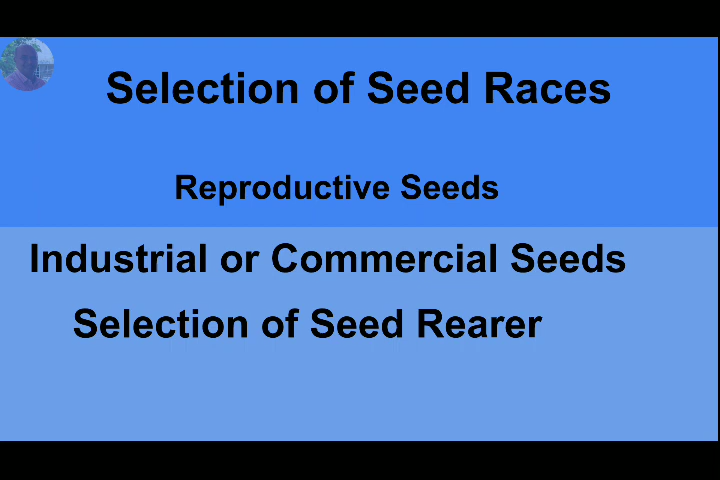 Selection of Seed Races
Reproductive Seeds
Industrial or Commercial Seeds
Selection of Seed Rearer